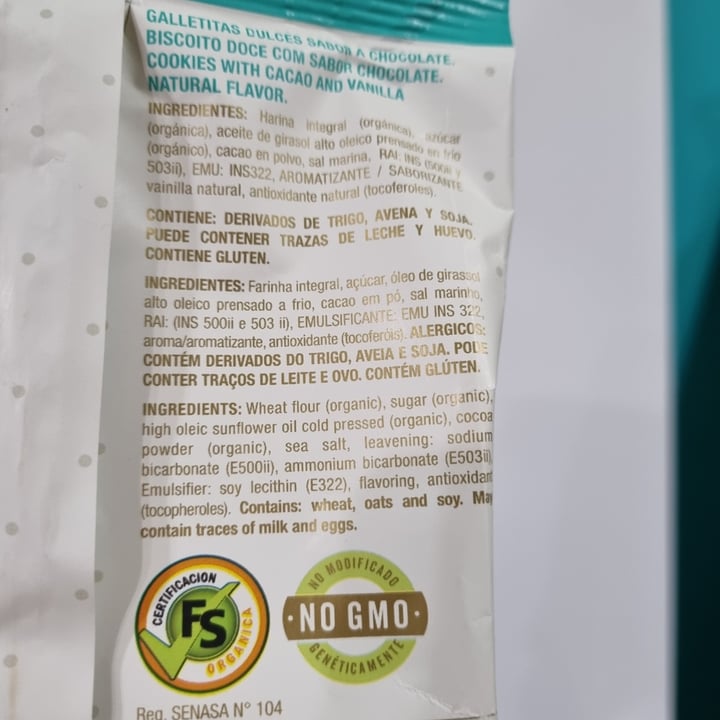 GALLETITAS DULCES SABOR A CHOCOLATE.
BISCOITO DOCE COM SABOR CHOCOLATE.
COOKIES WITH CACAO AND VANILLA
NATURAL FLAVOR.
INGREDIENTES: Harina integral (orgánica), azúcar
(orgánica), aceite de girasol alto oleico prensado en frío
(orgánico), cacao en polvo, sal marina, RAI: INS (500ii y
503ii), EMU: INS322, AROMATIZANTE / SABORIZANTE
vainilla natural, antioxidante natural (tocoferoles).
CONTIENE: DERIVADOS DE TRIGO, AVENA Y SOJA.
PUEDE CONTENER TRAZAS DE LECHE Y HUEVO.
CONTIENE GLUTEN.
INGREDIENTES: Farinha integral, açúcar, óleo de girassol
alto oleico prensado a frio, cacao em pó, sal marinho,
RAI: (INS 500ii e 503 ii), EMULSIFICANTE: EMU INS 322,
aroma/aromatizante, antioxidante (tocoferóis). ALERGICOS:
CONTÉM DERIVADOS DO TRIGO, AVEIA E SOJA. PODE
CONTER TRAÇOS DE LEITE E OVO. CONTÉM GLÚTEN.
INGREDIENTS: Wheat flour (organic), sugar (organic),
high oleic sunflower oil cold pressed (organic), cocoa
powder (organic), sea salt, leavening: sodium
bicarbonate (E500ii), ammonium bicarbonate (E503ii)
Emulsifier: soy lecithin (E322), flavoring, antioxidant
(tocopheroles). Contains: wheat, oats and soy. May
contain traces of milk and eggs.
CERTIFICACION
FS
ORGANICA
NO MODIFICADO
NO GMO
GENÉTICAMENTE
Reg. SENASA N° 104